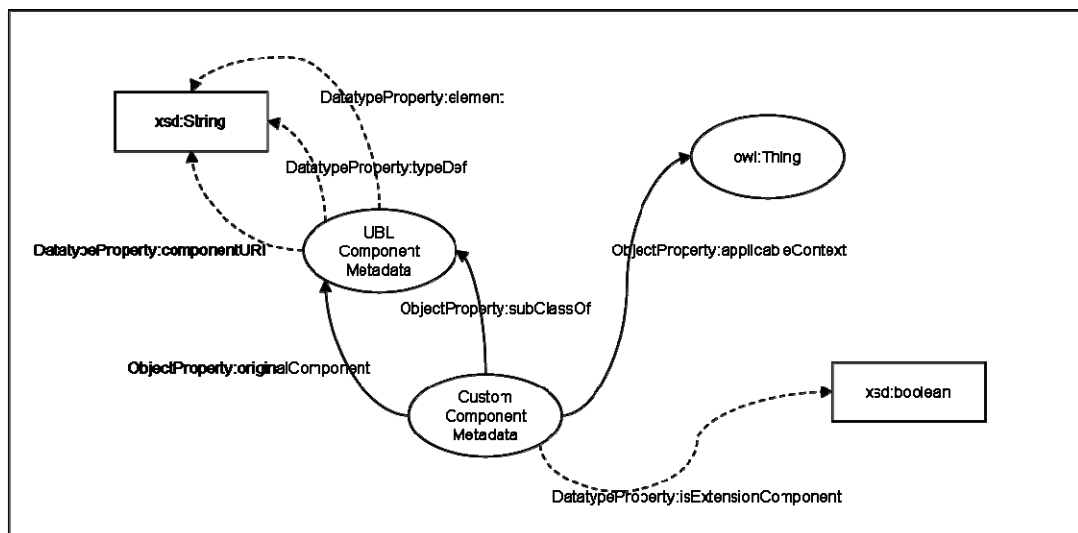 DatatypeProperty:element
xsd:String
owl:Thing
DatatypeProperty:typeDef
UBL
Component
Metadata
DatatypeProperty:componentURI
ObjectProperty:applicableContext
ObjectProperty:subClassOf
ObjectProperty:originalComponent
Custom
Component
Metadata
xsd:boolean
DatatypeProperty:isExtensionComponent